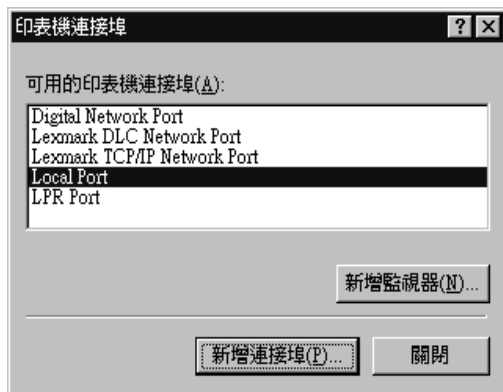 印表機連接埠
可用的印表機連接埠(A):
Digital Network Port
Lexmark DLC Network Port
Lexmark TCP/IP Network Port
Local Port
LPR Port
新增監視器(N)...
新增連接埠(P)... 關閉